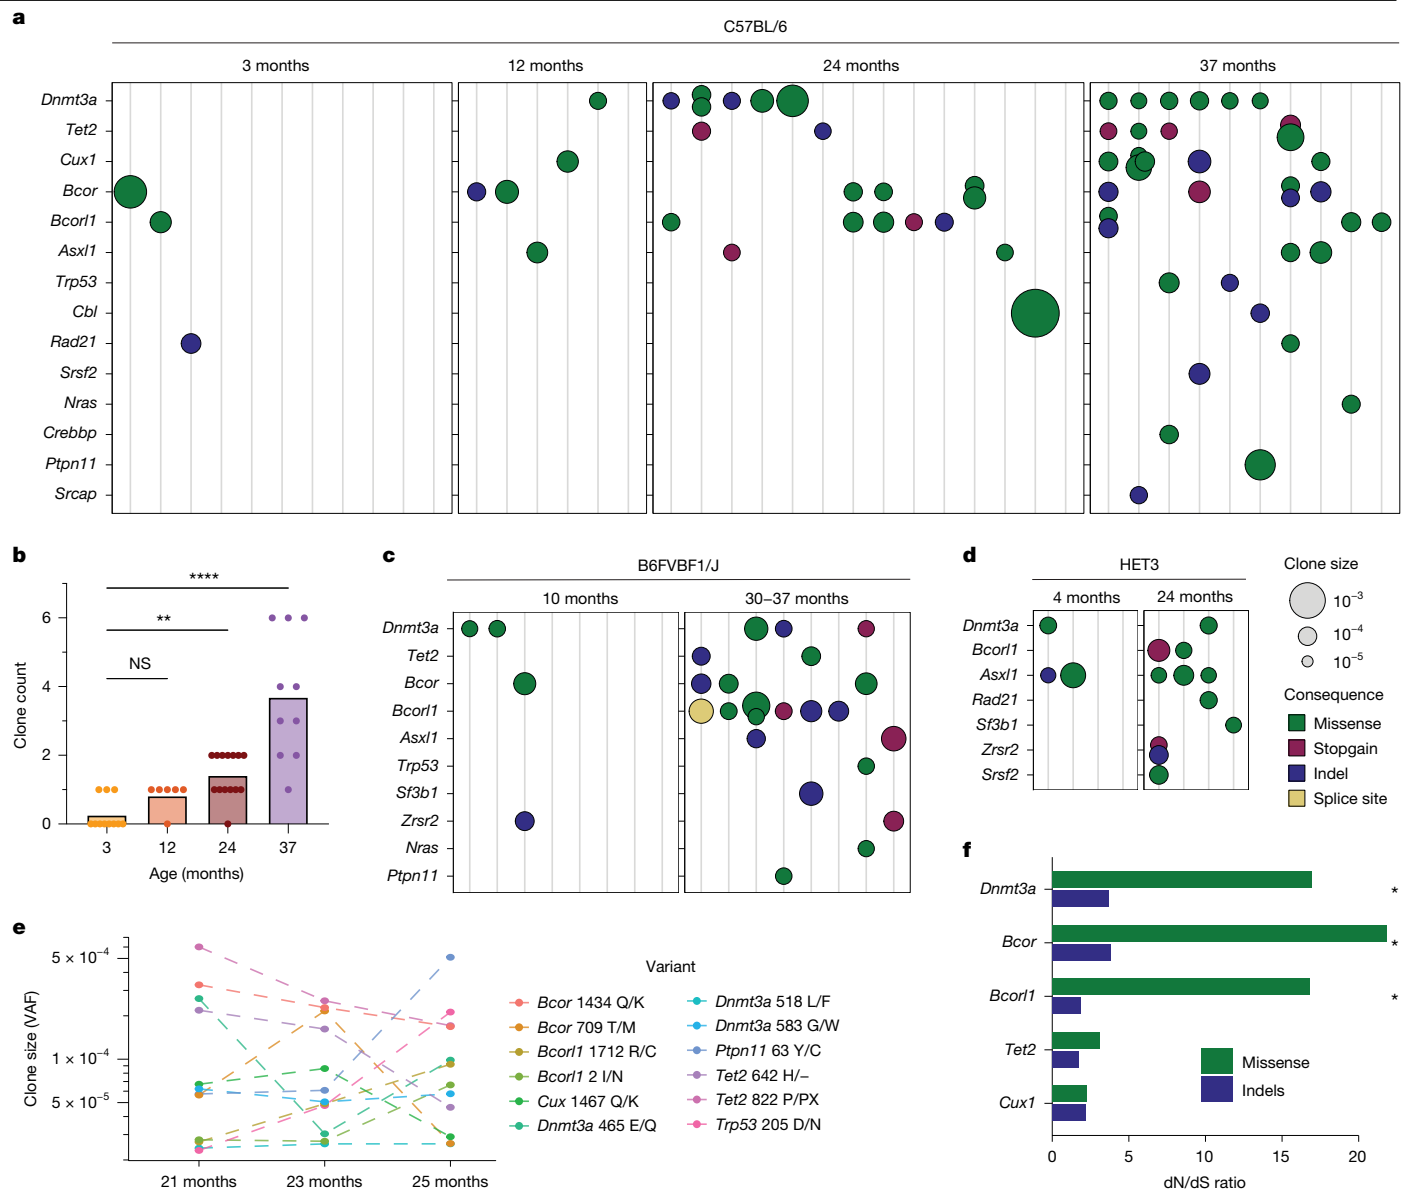 a
C57BL/6
3 months
12 months
24 months
37 months
Dnmt3a
Tet2
Cux1
Bcor
Bcorl1
Asxl1
Trp53
Cbl
Rad21
Srsf2
Nras
Crebbp
Ptpn11
Srcap
b
****
**
NS
Clone count
6
4
2
0
3
12
24
37
Age (months)
c
B6FVBF1/J
10 months
30–37 months
Dnmt3a
Tet2
Bcor
Bcorl1
Asxl1
Trp53
Sf3b1
Zrsr2
Nras
Ptpn11
d
HET3
4 months
24 months
Dnmt3a
Bcorl1
Asxl1
Rad21
Sf3b1
Zrsr2
Srsf2
Clone size
10⁻³
10⁻⁴
10⁻⁵
Consequence
Missense
Stopgain
Indel
Splice site
e
Clone size (VAF)
5 × 10⁻⁴
1 × 10⁻⁴
5 × 10⁻⁵
21 months
23 months
25 months
Variant
Bcor 1434 Q/K
Bcor 709 T/M
Bcorl1 1712 R/C
Bcorl1 2 I/N
Cux 1467 Q/K
Dnmt3a 465 E/Q
Dnmt3a 518 L/F
Dnmt3a 583 G/W
Ptpn11 63 Y/C
Tet2 642 H/–
Tet2 822 P/PX
Trp53 205 D/N
f
Dnmt3a
*
Bcor
*
Bcorl1
*
Tet2
Cux1
Missense
Indels
0
5
10
15
20
dN/dS ratio